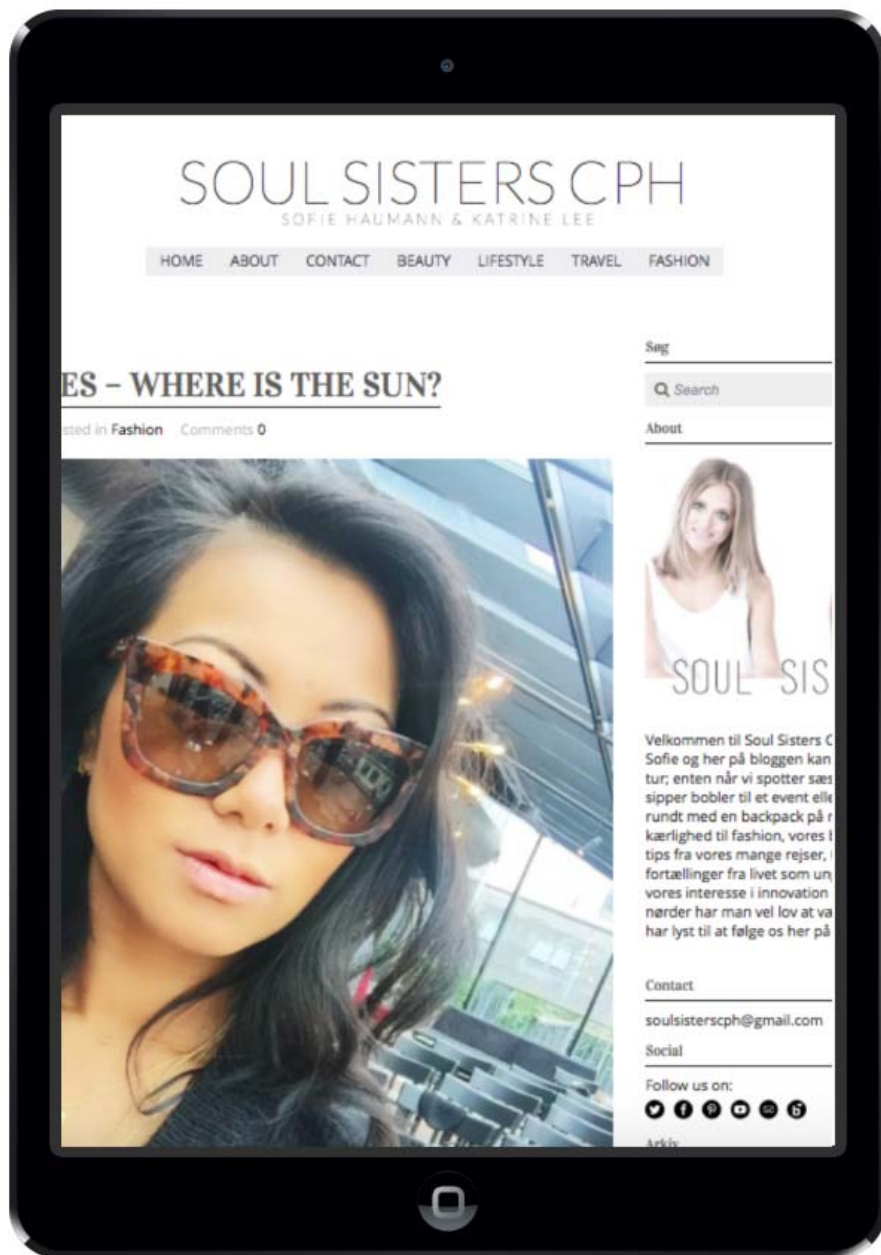 SOUL SISTERS CPH
SOFIE HAUMANN & KATRINE LEE
HOME ABOUT CONTACT BEAUTY LIFESTYLE TRAVEL FASHION
ES – WHERE IS THE SUN?
sted in Fashion Comments 0
Søg
Search
About
SOUL SIS
Velkommen til Soul Sisters C
Sofie og her på bloggen kan
tur; enten når vi spotter sæs
sipper bobler til et event elle
rundt med en backpack på r
kærlighed til fashion, vores b
tips fra vores mange rejser,
fortællinger fra livet som un
vores interesse i innovation
nørder har man vel lov at va
har lyst til at følge os her på
Contact
soulsisterscph@gmail.com
Social
Follow us on:
Arkiv